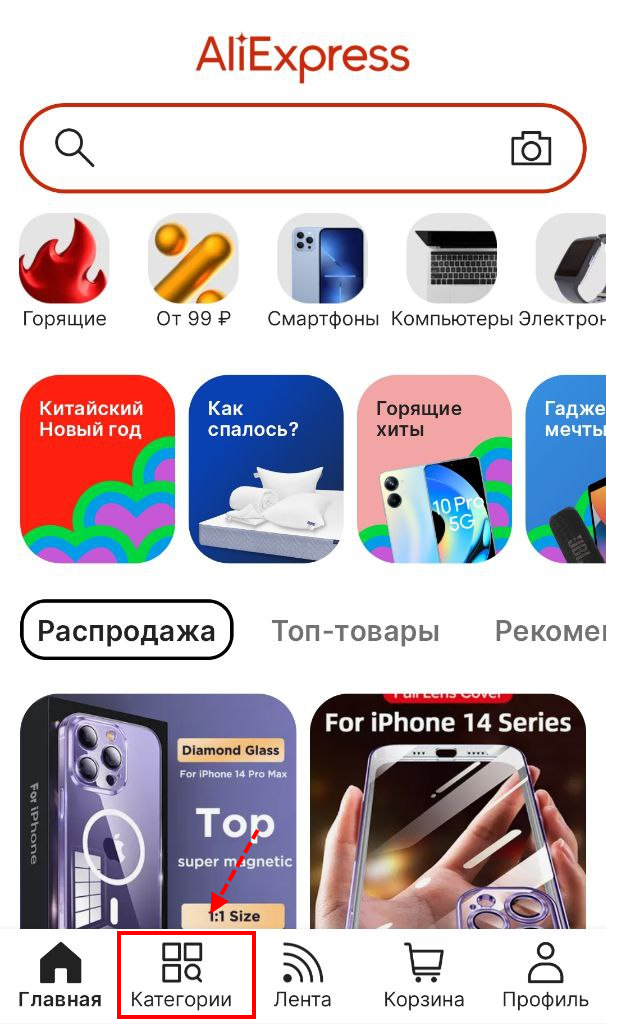 AliExpress
Горящие
От 99 ₽
Смартфоны
Компьютеры
Электрон
Китайский
Новый год
Как
спалось?
Горящие
хиты
Гадже
мечты
10 Pro
5G
JBL
Распродажа
Топ-товары
Рекоме
For iPhone
Diamond Glass
For iPhone 14 Pro Max
Top
super magnetic
1:1 Size
Full Lens Cover
For iPhone 14 Series
Главная
Категории
Лента
Корзина
Профиль